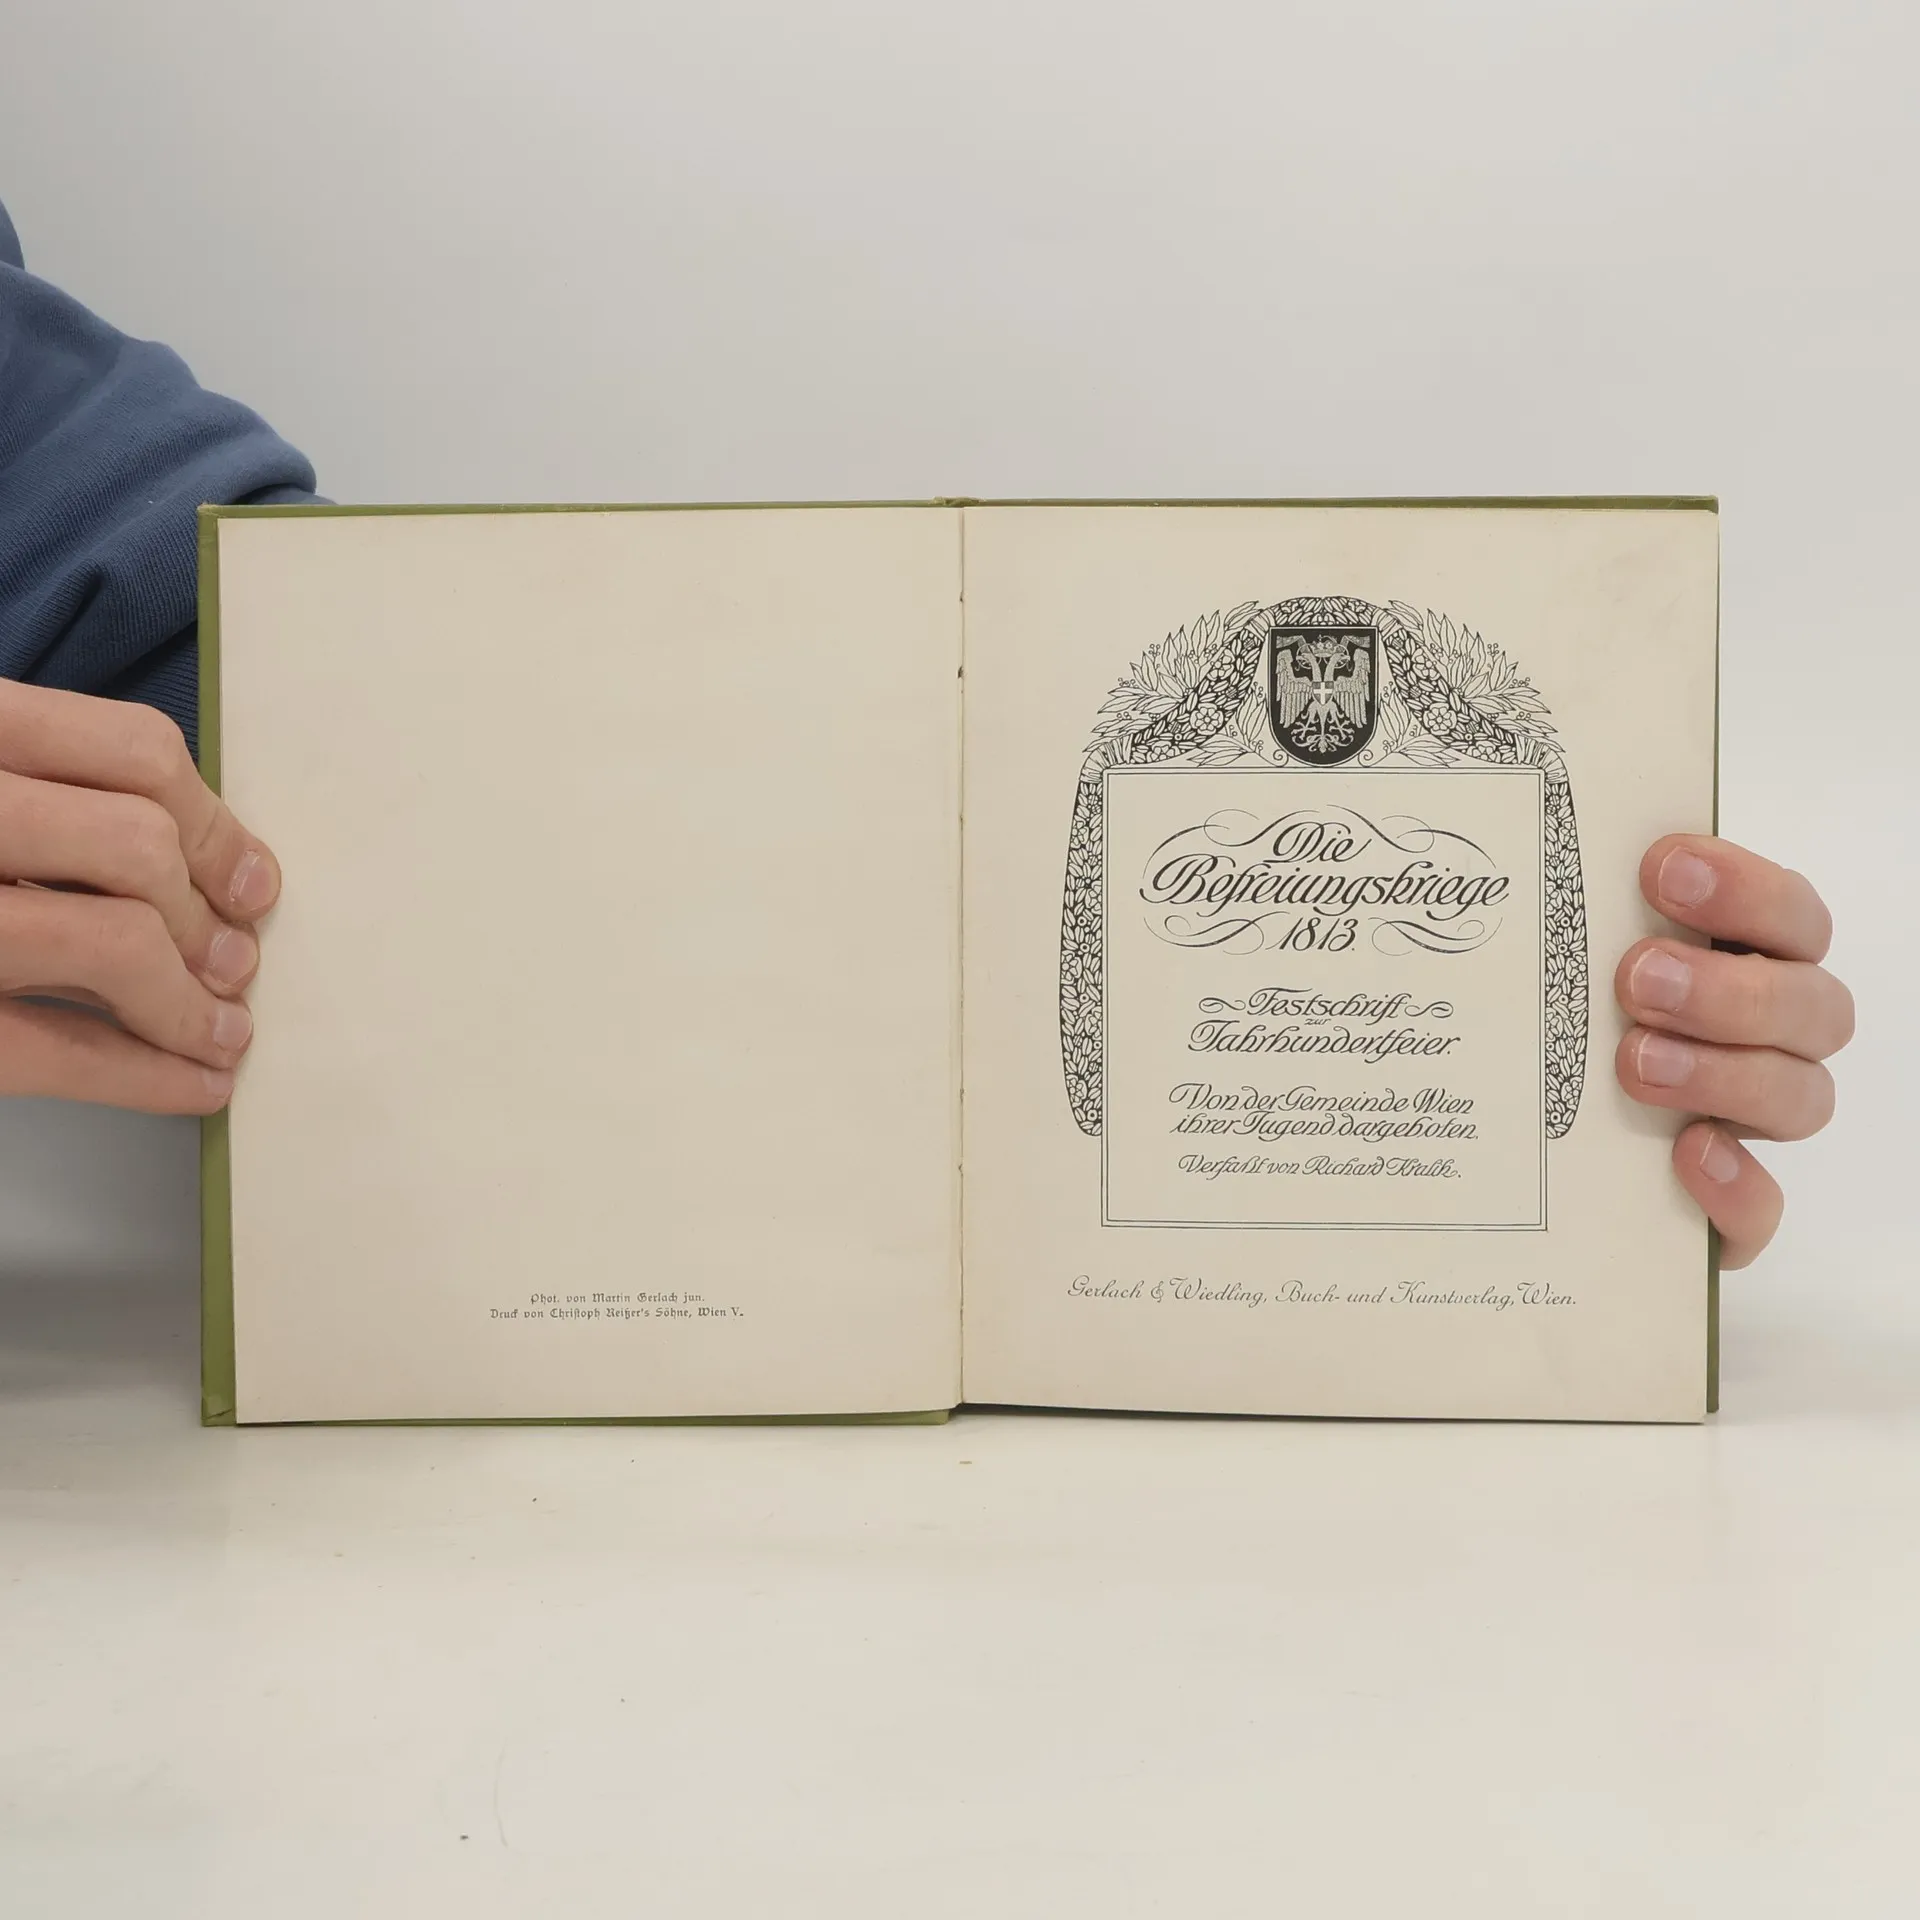 Phot. von Martin Gerlach jun.
Druck von Christoph Reißer's Söhne, Wien V.
Die
Befreiungskriege
1813.
Festschrift
zur
Jahrhundertfeier.
Von der Gemeinde Wien
ihrer Jugend dargeboten.
Verfaßt von Richard Kralik.
Gerlach & Wiedling, Buch- und Kunstverlag, Wien.